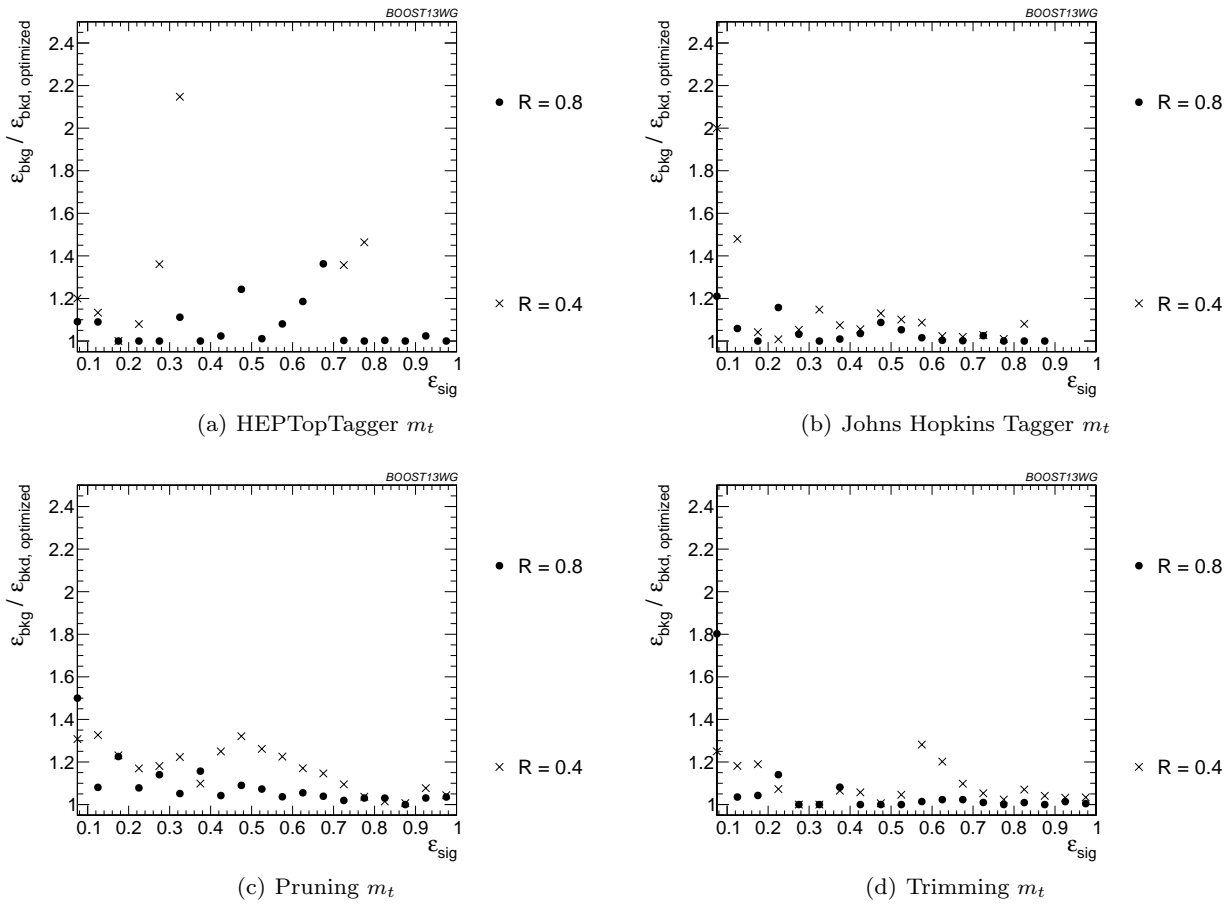 BOOST13WG
ε_bkg / ε_bkd, optimized
2.4
2.2
2
1.8
1.6
1.4
1.2
1
0.1 0.2 0.3 0.4 0.5 0.6 0.7 0.8 0.9 1
ε_sig
R = 0.8
R = 0.4
(a) HEPTopTagger m_t
BOOST13WG
ε_bkg / ε_bkd, optimized
2.4
2.2
2
1.8
1.6
1.4
1.2
1
0.1 0.2 0.3 0.4 0.5 0.6 0.7 0.8 0.9 1
ε_sig
R = 0.8
R = 0.4
(b) Johns Hopkins Tagger m_t
BOOST13WG
ε_bkg / ε_bkd, optimized
2.4
2.2
2
1.8
1.6
1.4
1.2
1
0.1 0.2 0.3 0.4 0.5 0.6 0.7 0.8 0.9 1
ε_sig
R = 0.8
R = 0.4
(c) Pruning m_t
BOOST13WG
ε_bkg / ε_bkd, optimized
2.4
2.2
2
1.8
1.6
1.4
1.2
1
0.1 0.2 0.3 0.4 0.5 0.6 0.7 0.8 0.9 1
ε_sig
R = 0.8
R = 0.4
(d) Trimming m_t